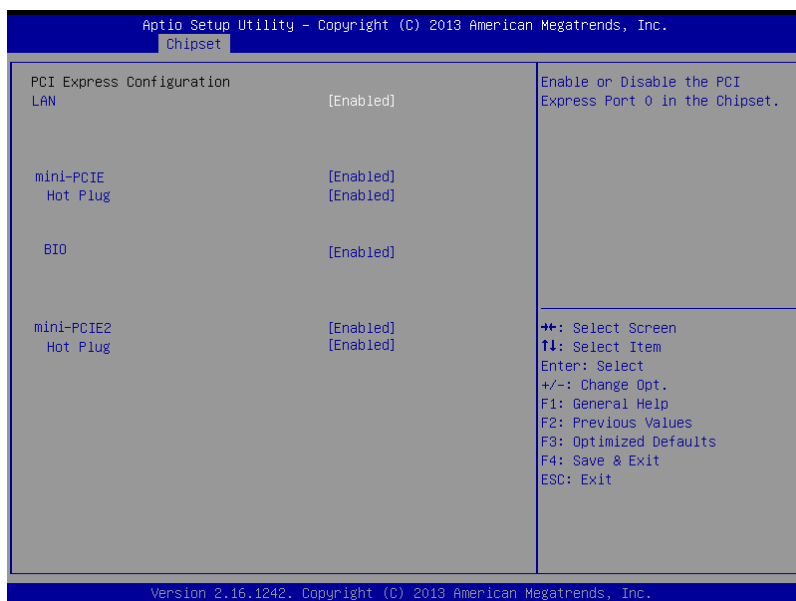 Aptio Setup Utility – Copyright (C) 2013 American Megatrends, Inc.
Chipset
PCI Express Configuration
LAN [Enabled]
mini-PCIE [Enabled]
Hot Plug [Enabled]
BIO [Enabled]
mini-PCIE2 [Enabled]
Hot Plug [Enabled]
Enable or Disable the PCI
Express Port 0 in the Chipset.
→←: Select Screen
↑↓: Select Item
Enter: Select
+/-: Change Opt.
F1: General Help
F2: Previous Values
F3: Optimized Defaults
F4: Save & Exit
ESC: Exit
Version 2.16.1242. Copyright (C) 2013 American Megatrends, Inc.